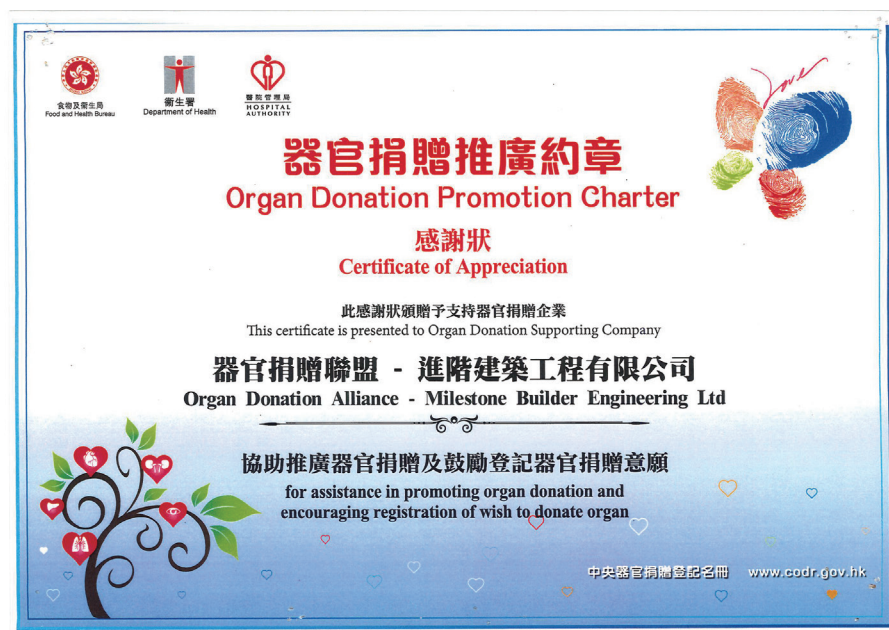 食物及衞生局
Food and Health Bureau
衞生署
Department of Health
醫院管理局
HOSPITAL
AUTHORITY
Love
器官捐贈推廣約章
Organ Donation Promotion Charter
感謝狀
Certificate of Appreciation
此感謝狀頒贈予支持器官捐贈企業
This certificate is presented to Organ Donation Supporting Company
器官捐贈聯盟 - 進階建築工程有限公司
Organ Donation Alliance - Milestone Builder Engineering Ltd
協助推廣器官捐贈及鼓勵登記器官捐贈意願
for assistance in promoting organ donation and
encouraging registration of wish to donate organ
中央器官捐贈登記名冊 www.codr.gov.hk